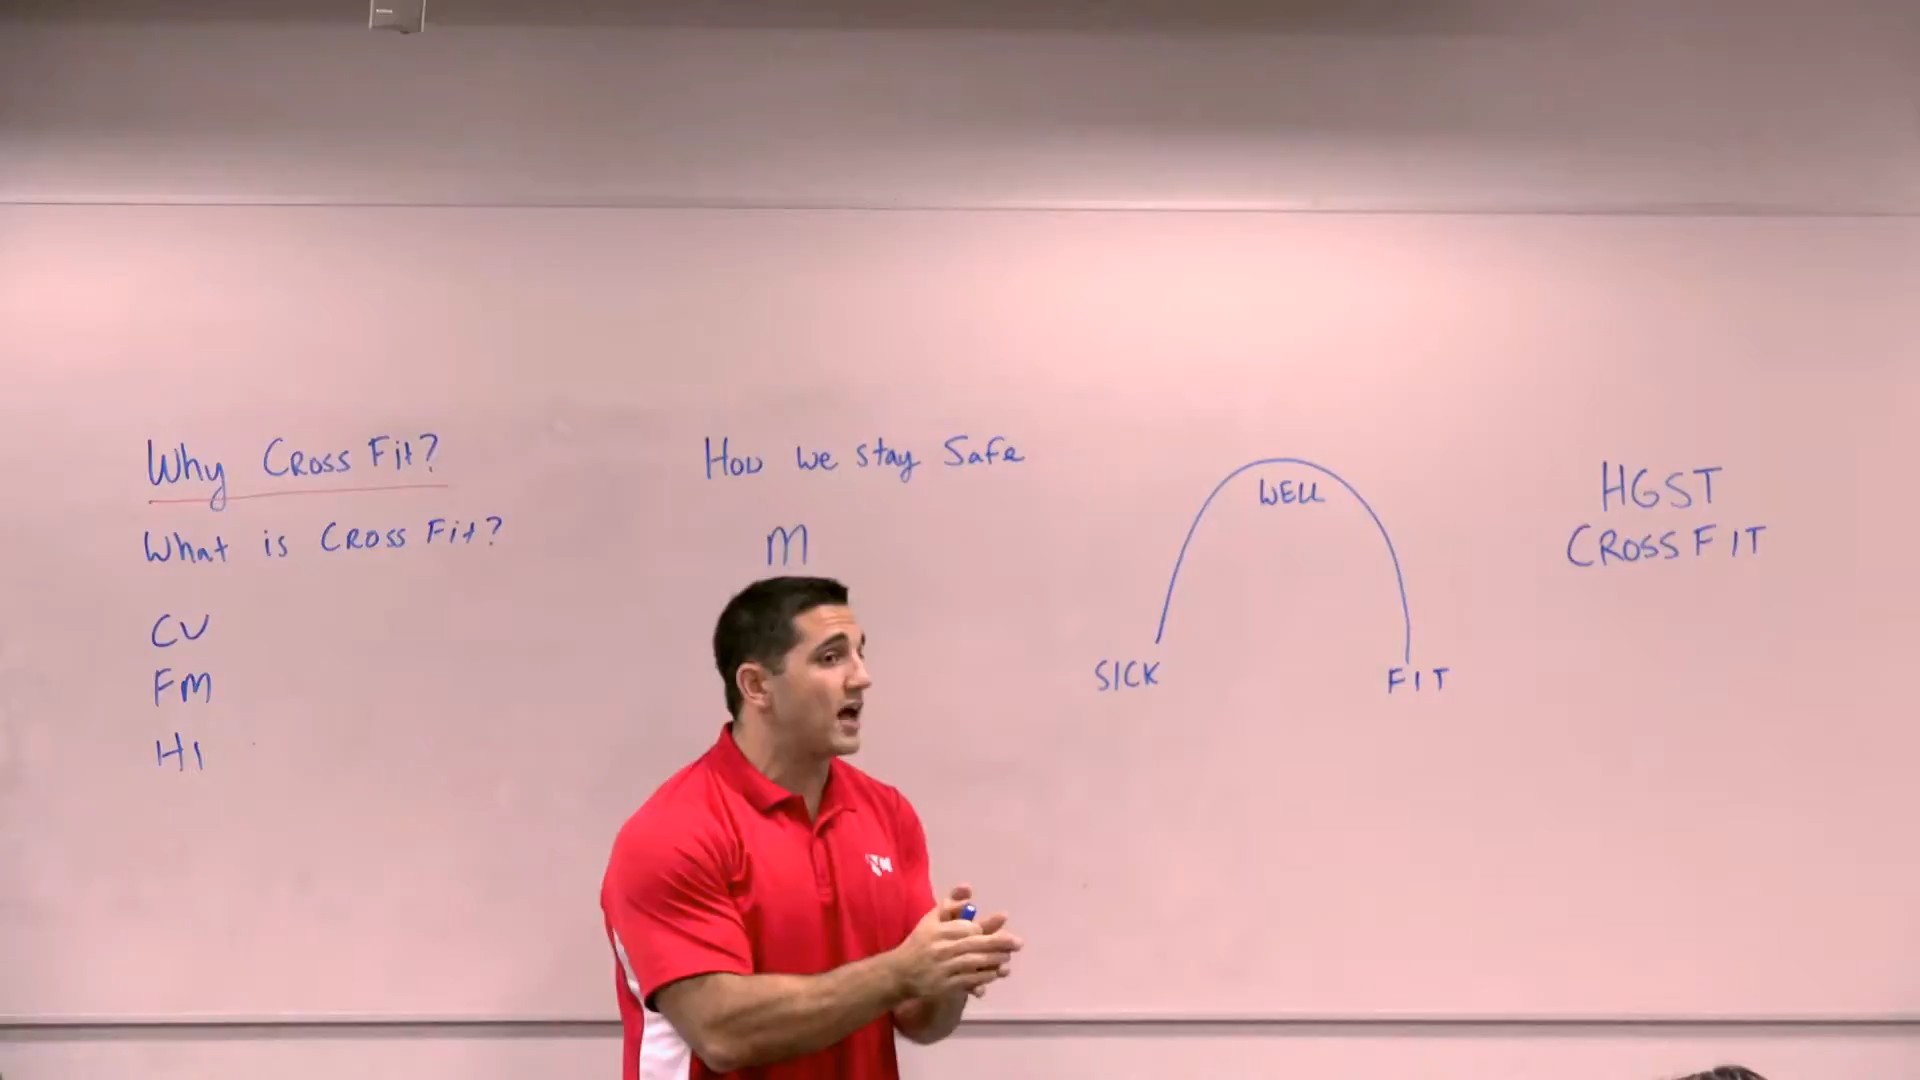 Why CrossFit?
What is CrossFit?
CV
FM
HI
How we stay Safe
M
WELL
SICK
FIT
HGST
CROSSFIT